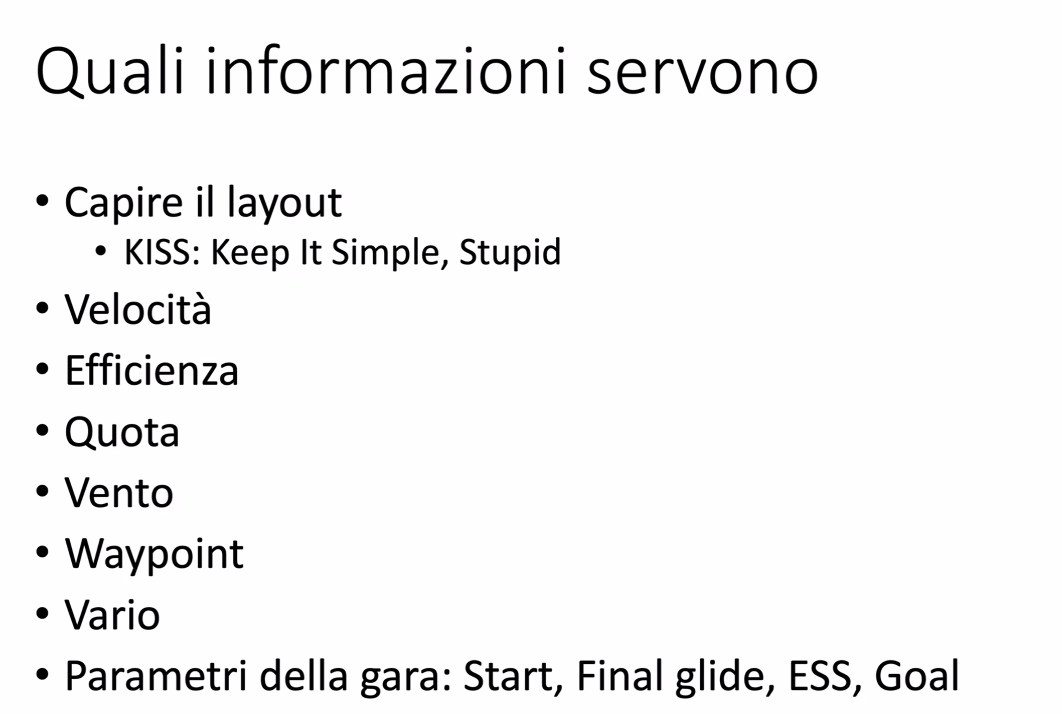 Quali informazioni servono
• Capire il layout
• KISS: Keep It Simple, Stupid
• Velocità
• Efficienza
• Quota
• Vento
• Waypoint
• Vario
• Parametri della gara: Start, Final glide, ESS, Goal